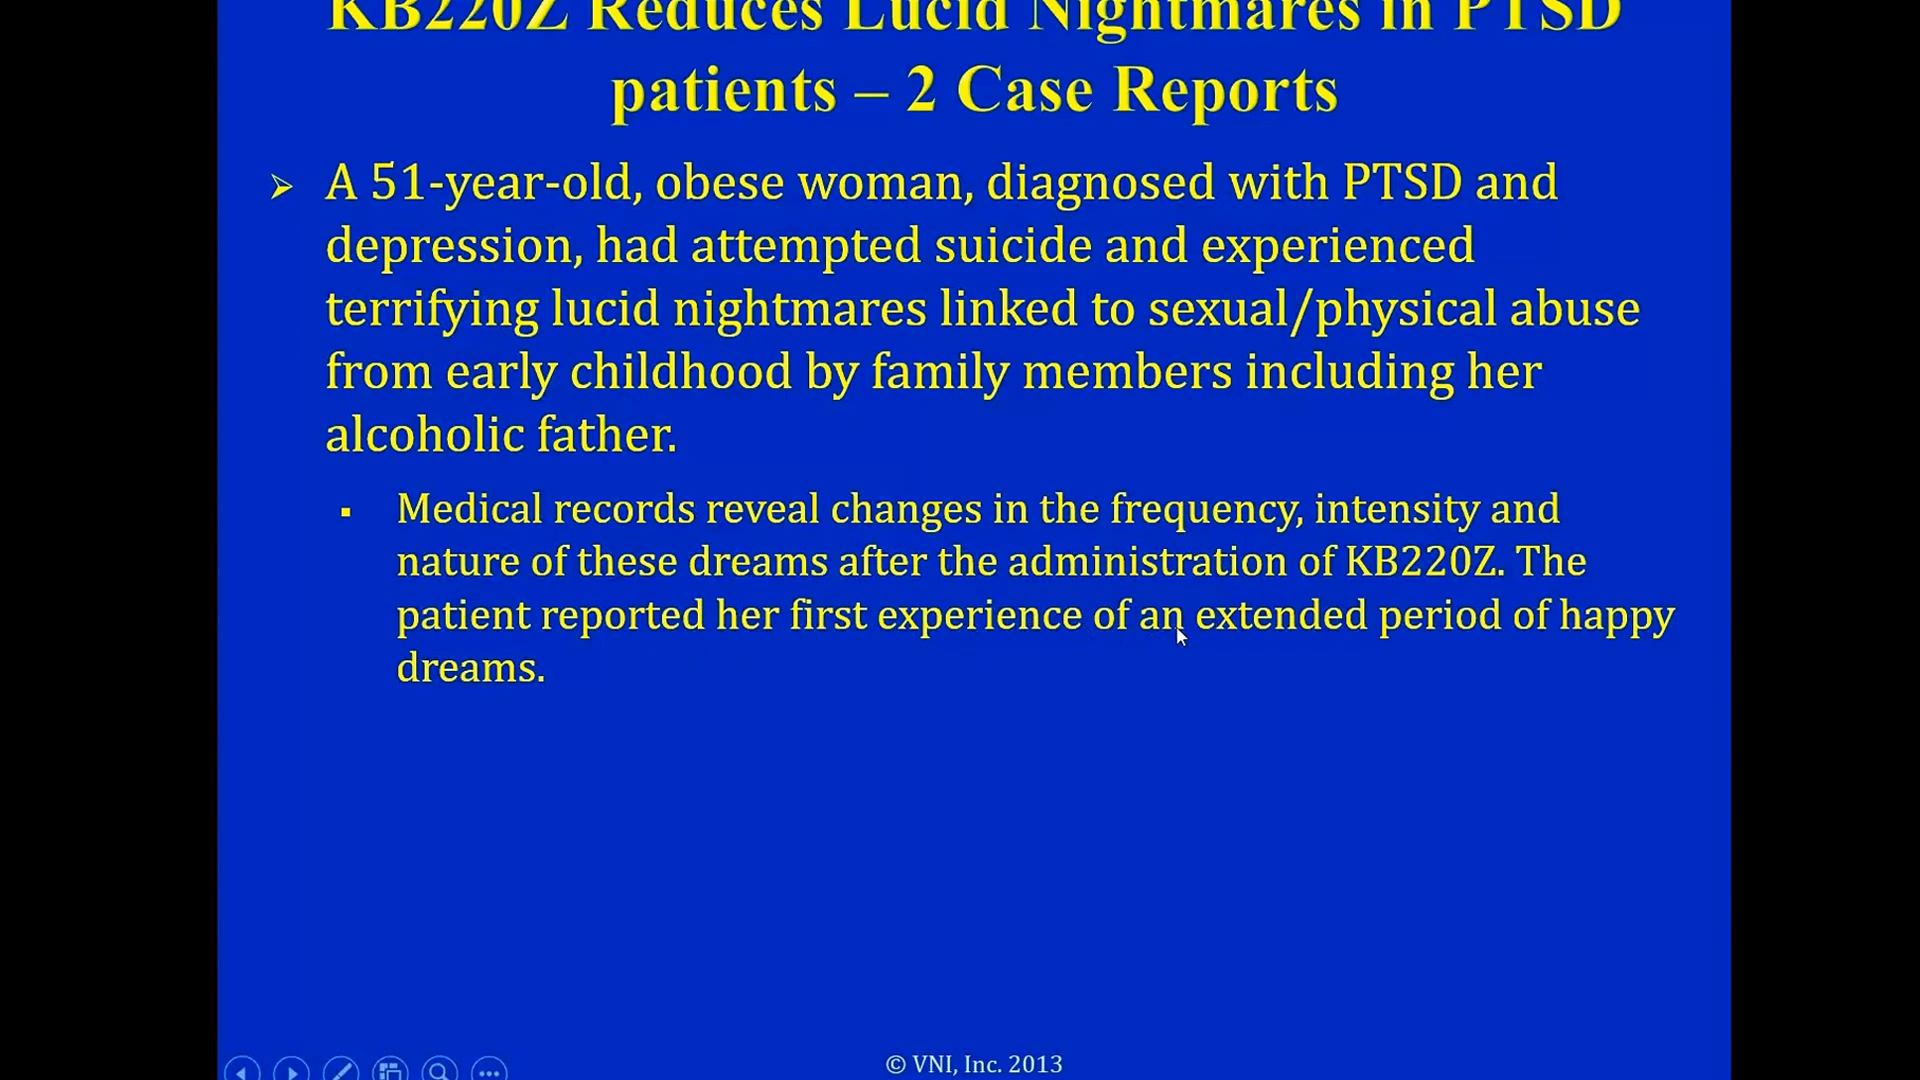 KB220Z Reduces Lucid Nightmares in PTSD
patients – 2 Case Reports
➢ A 51-year-old, obese woman, diagnosed with PTSD and
depression, had attempted suicide and experienced
terrifying lucid nightmares linked to sexual/physical abuse
from early childhood by family members including her
alcoholic father.
▪ Medical records reveal changes in the frequency, intensity and
nature of these dreams after the administration of KB220Z. The
patient reported her first experience of an extended period of happy
dreams.
© VNI, Inc. 2013